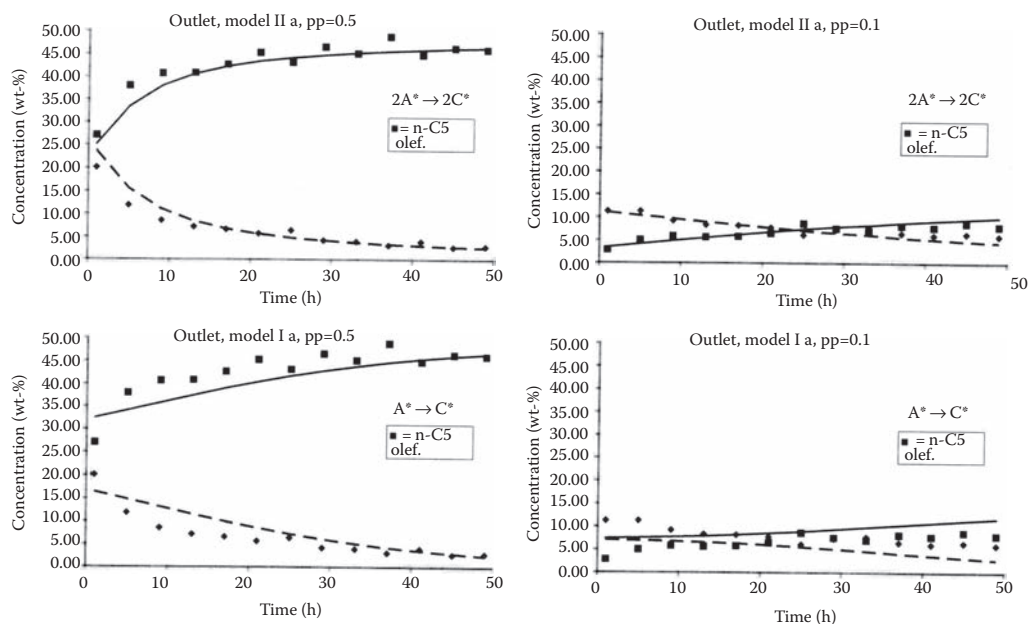 Outlet, model II a, pp=0.5
Concentration (wt-%)
50.00
45.00
40.00
35.00
30.00
25.00
20.00
15.00
10.00
5.00
0.00
2A* → 2C*
■ = n-C5
olef.
0 10 20 30 40 50
Time (h)
Outlet, model II a, pp=0.1
Concentration (wt-%)
50.00
45.00
40.00
35.00
30.00
25.00
20.00
15.00
10.00
5.00
0.00
2A* → 2C*
■ = n-C5
olef.
0 10 20 30 40 50
Time (h)
Outlet, model I a, pp=0.5
Concentration (wt-%)
50.00
45.00
40.00
35.00
30.00
25.00
20.00
15.00
10.00
5.00
0.00
A* → C*
■ = n-C5
olef.
0 10 20 30 40 50
Time (h)
Outlet, model I a, pp=0.1
Concentration (wt-%)
50.00
45.00
40.00
35.00
30.00
25.00
20.00
15.00
10.00
5.00
0.00
A* → C*
■ = n-C5
olef.
0 10 20 30 40 50
Time (h)